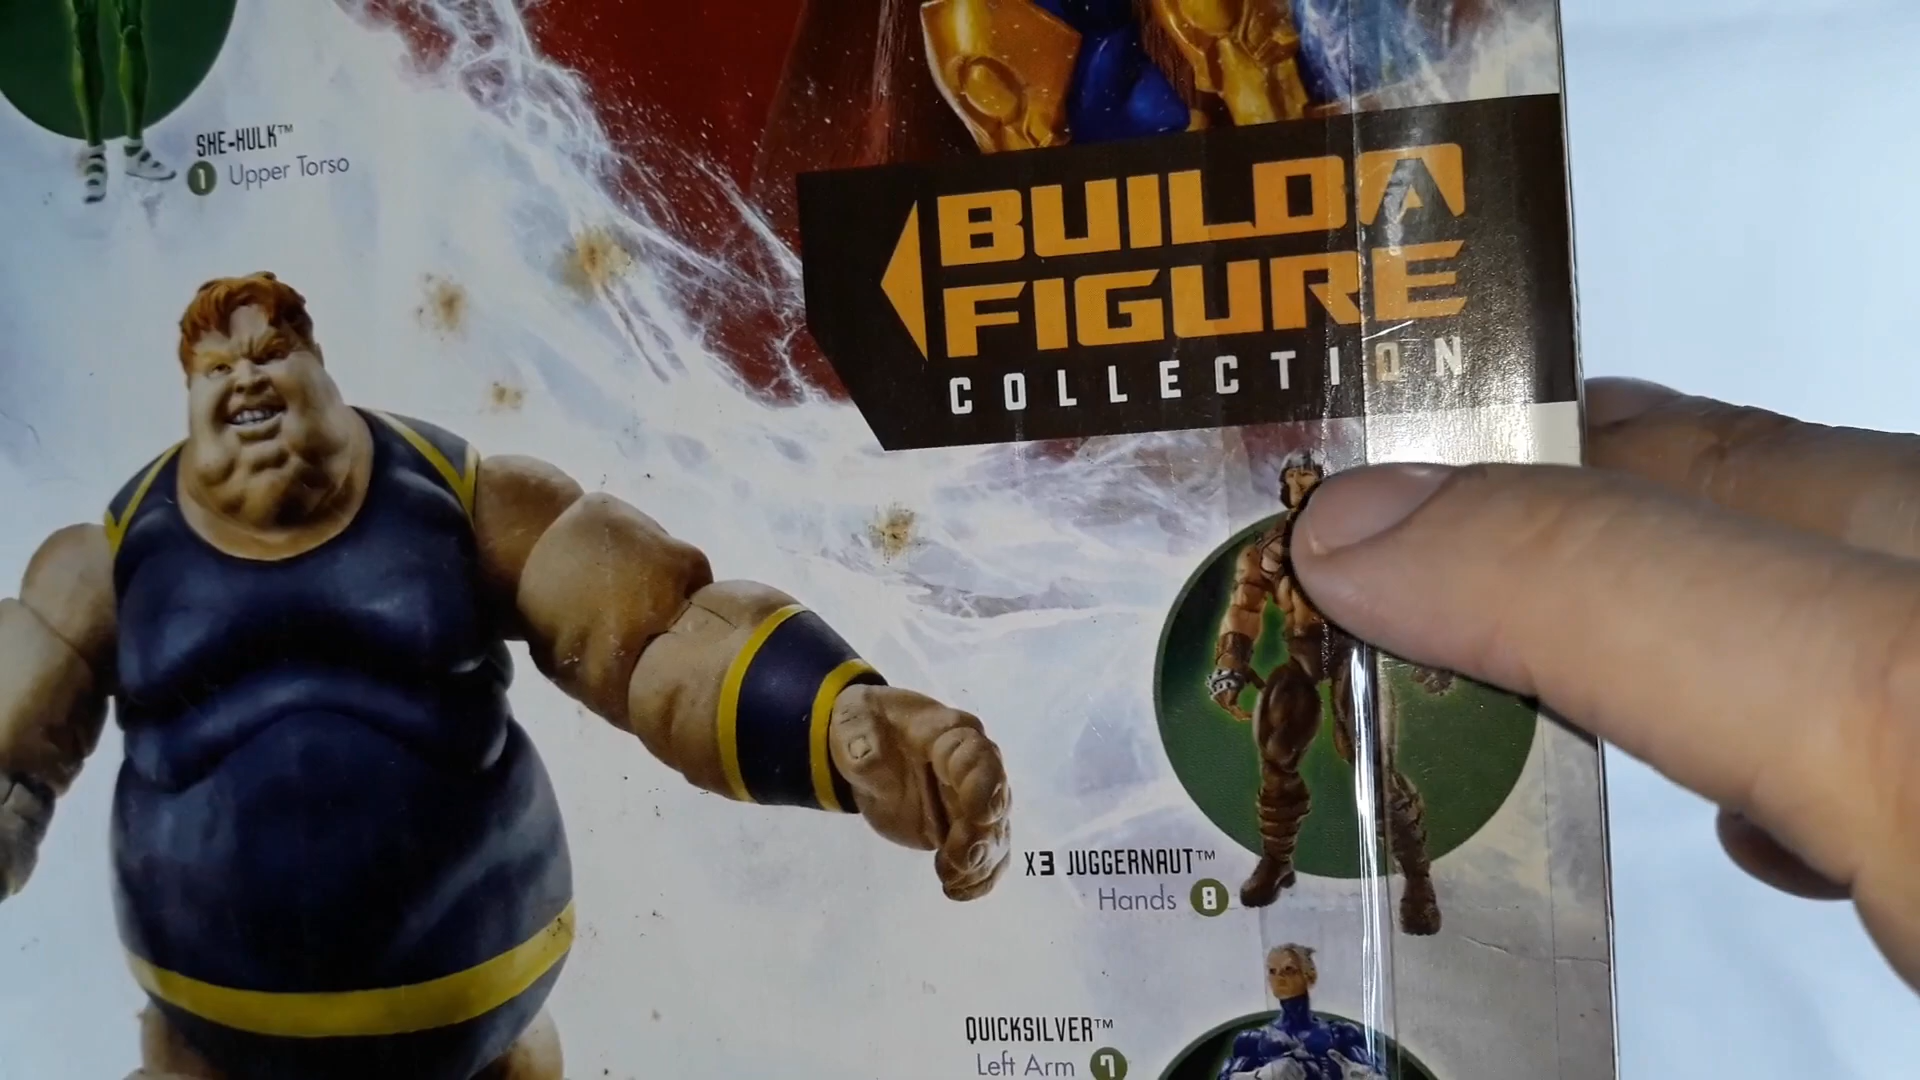 SHE-HULK™
1 Upper Torso
BUILD A
FIGURE
COLLECTION
X3 JUGGERNAUT™
Hands 8
QUICKSILVER™
Left Arm 7